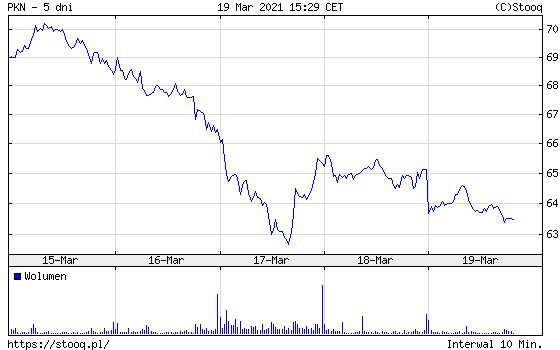 PKN - 5 dni 19 Mar 2021 15:29 CET (C)Stooq
70
69
68
67
66
65
64
63
15-Mar 16-Mar 17-Mar 18-Mar 19-Mar
Wolumen
https://stooq.pl/ Interwal 10 Min.